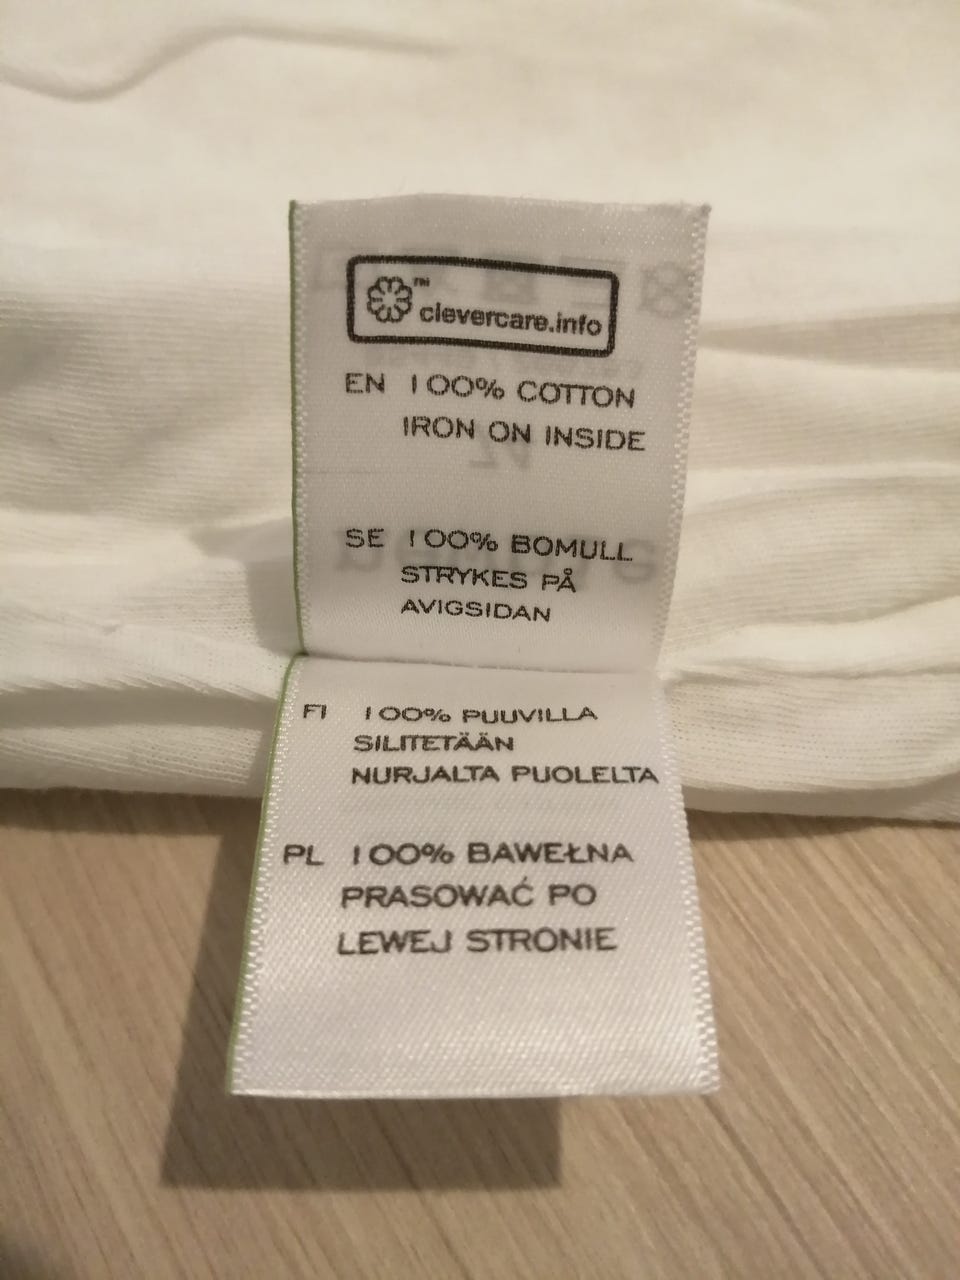 ™
clevercare.info
EN 100% COTTON
IRON ON INSIDE
SE 100% BOMULL
STRYKES PÅ
AVIGSIDAN
FI 100% PUUVILLA
SILITETÄÄN
NURJALTA PUOLELTA
PL 100% BAWEŁNA
PRASOWAĆ PO
LEWEJ STRONIE